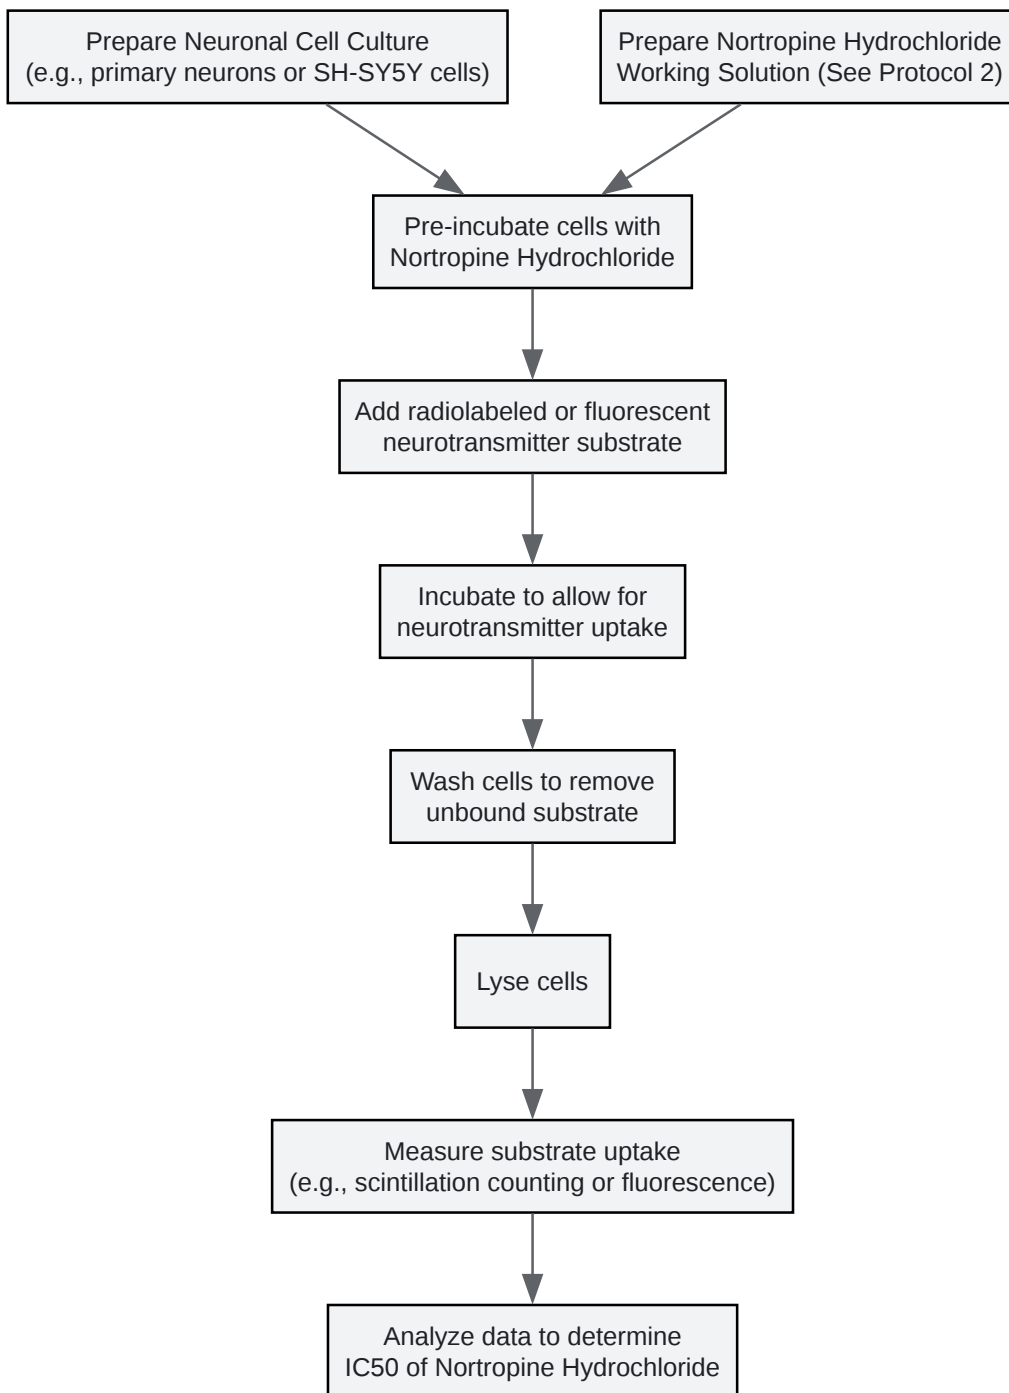 Prepare Neuronal Cell Culture
(e.g., primary neurons or SH-SY5Y cells)
Prepare Nortropine Hydrochloride
Working Solution (See Protocol 2)
Pre-incubate cells with
Nortropine Hydrochloride
Add radiolabeled or fluorescent
neurotransmitter substrate
Incubate to allow for
neurotransmitter uptake
Wash cells to remove
unbound substrate
Lyse cells
Measure substrate uptake
(e.g., scintillation counting or fluorescence)
Analyze data to determine
IC50 of Nortropine Hydrochloride